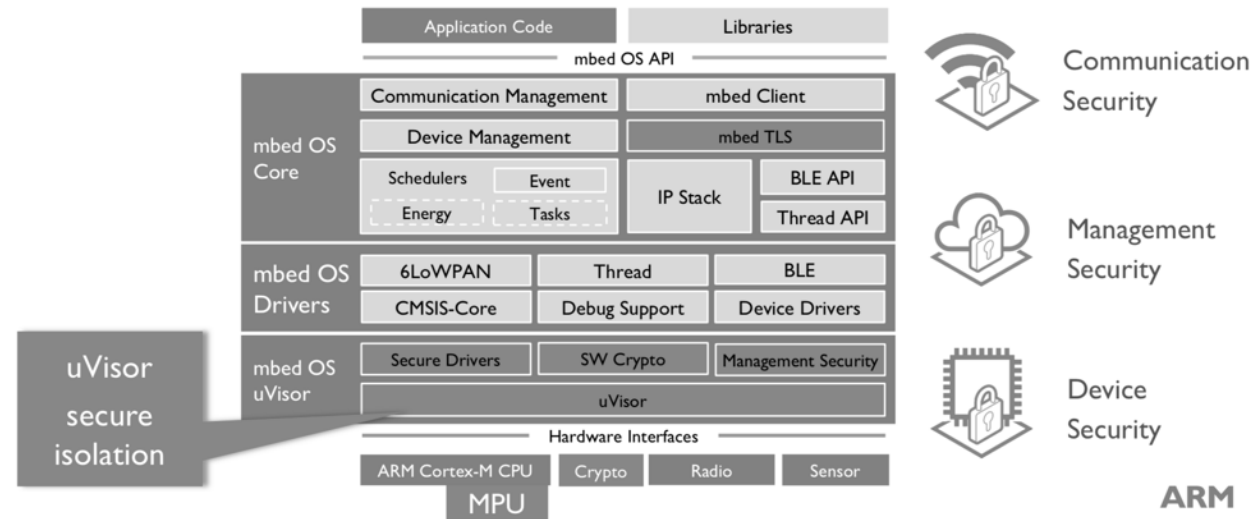 Application Code
Libraries
mbed OS API
mbed OS
Core
Communication Management
mbed Client
Device Management
mbed TLS
Schedulers
Event
Energy
Tasks
IP Stack
BLE API
Thread API
mbed OS
Drivers
6LoWPAN
Thread
BLE
CMSIS-Core
Debug Support
Device Drivers
mbed OS
uVisor
Secure Drivers
SW Crypto
Management Security
uVisor
uVisor
secure
isolation
Hardware Interfaces
ARM Cortex-M CPU
Crypto
Radio
Sensor
MPU
Communication
Security
Management
Security
Device
Security
ARM